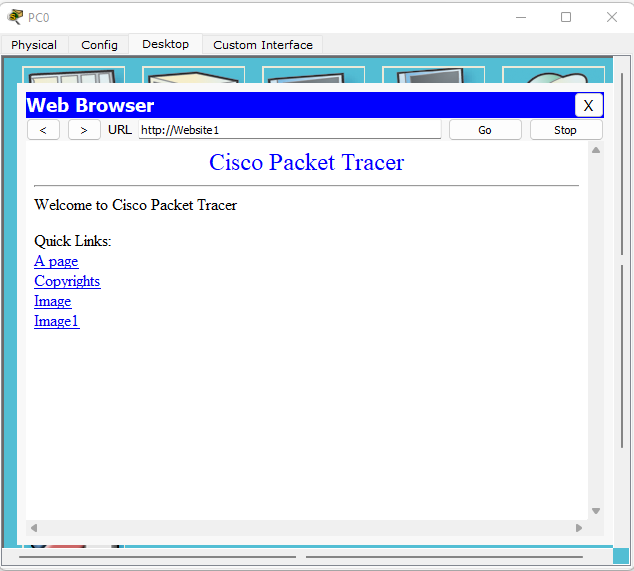 PC0
Physical Config Desktop Custom Interface
Web Browser X
< > URL http://Website1 Go Stop
Cisco Packet Tracer
Welcome to Cisco Packet Tracer
Quick Links:
A page
Copyrights
Image
Image1